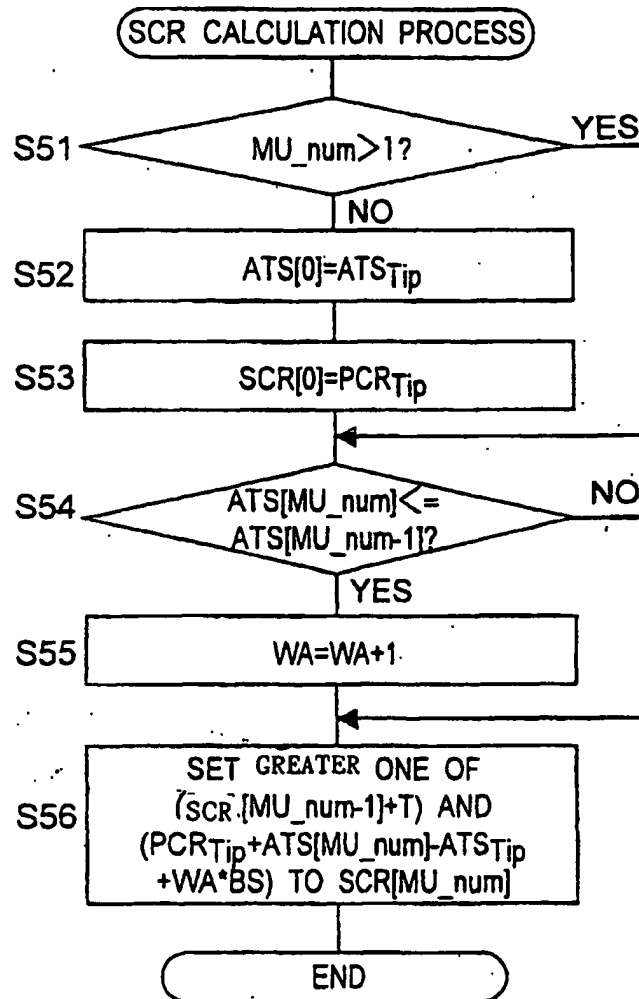 SCR CALCULATION PROCESS
S51
MU_num>1?
YES
NO
S52
ATS[0]=ATSTip
S53
SCR[0]=PCRTip
S54
ATS[MU_num]<=
ATS[MU_num-1]?
NO
YES
S55
WA=WA+1
S56
SET GREATER ONE OF
(SCR [MU_num-1]+T) AND
(PCRTip+ATS[MU_num]-ATSTip
+WA*BS) TO SCR[MU_num]
END